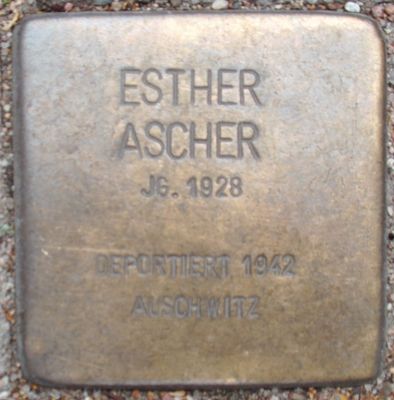 ESTHER
ASCHER
JG. 1928
DEPORTIERT 1942
AUSCHWITZ